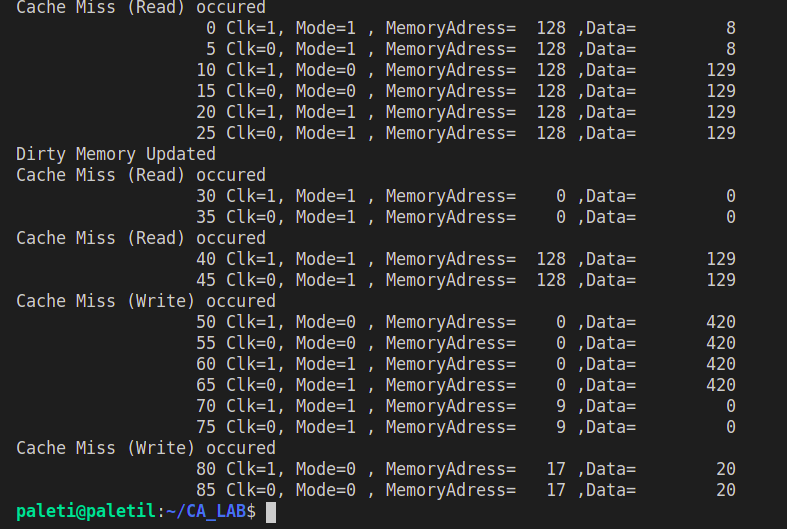 Cache Miss (Read) occured
0 Clk=1, Mode=1 , MemoryAdress=  128 ,Data=         8
5 Clk=0, Mode=1 , MemoryAdress=  128 ,Data=         8
10 Clk=1, Mode=0 , MemoryAdress=  128 ,Data=       129
15 Clk=0, Mode=0 , MemoryAdress=  128 ,Data=       129
20 Clk=1, Mode=1 , MemoryAdress=  128 ,Data=       129
25 Clk=0, Mode=1 , MemoryAdress=  128 ,Data=       129
Dirty Memory Updated
Cache Miss (Read) occured
30 Clk=1, Mode=1 , MemoryAdress=    0 ,Data=         0
35 Clk=0, Mode=1 , MemoryAdress=    0 ,Data=         0
Cache Miss (Read) occured
40 Clk=1, Mode=1 , MemoryAdress=  128 ,Data=       129
45 Clk=0, Mode=1 , MemoryAdress=  128 ,Data=       129
Cache Miss (Write) occured
50 Clk=1, Mode=0 , MemoryAdress=    0 ,Data=       420
55 Clk=0, Mode=0 , MemoryAdress=    0 ,Data=       420
60 Clk=1, Mode=1 , MemoryAdress=    0 ,Data=       420
65 Clk=0, Mode=1 , MemoryAdress=    0 ,Data=       420
70 Clk=1, Mode=1 , MemoryAdress=    9 ,Data=         0
75 Clk=0, Mode=1 , MemoryAdress=    9 ,Data=         0
Cache Miss (Write) occured
80 Clk=1, Mode=0 , MemoryAdress=   17 ,Data=        20
85 Clk=0, Mode=0 , MemoryAdress=   17 ,Data=        20
paleti@paletil:~/CA_LAB$